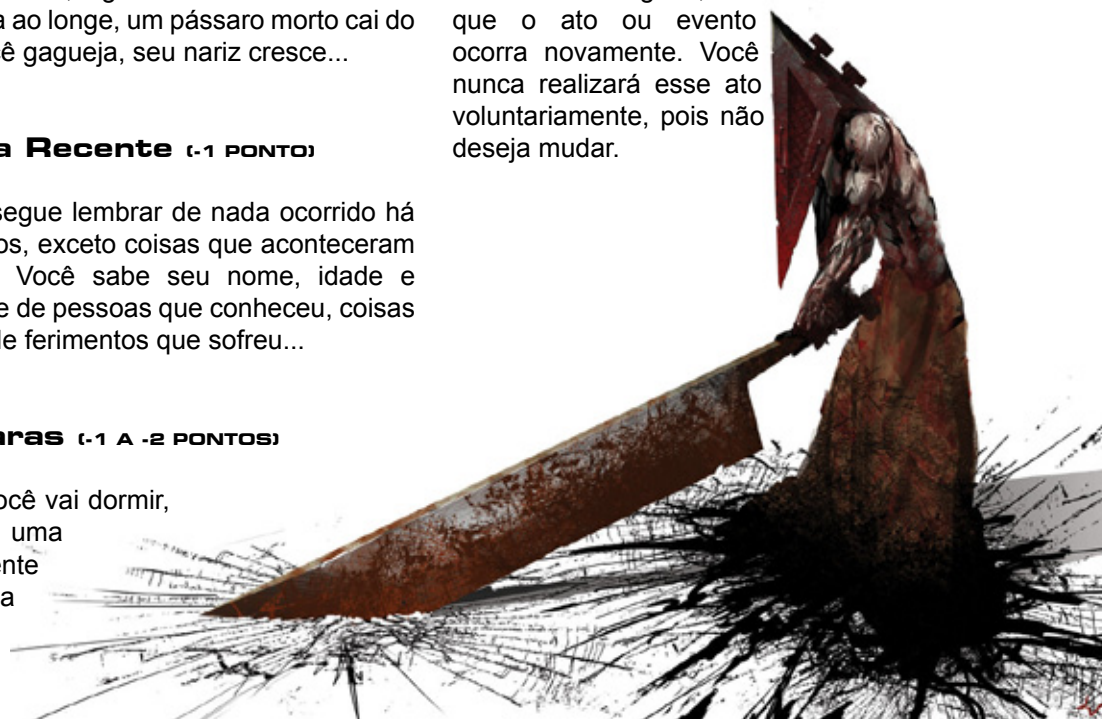 a ao longe, um pássaro morto cai do
ê gagueja, seu nariz cresce...
a Recente (-1 PONTO)
segue lembrar de nada ocorrido há
os, exceto coisas que aconteceram
Você sabe seu nome, idade e
e de pessoas que conheceu, coisas
le ferimentos que sofreu...
aras (-1 A -2 PONTOS)
ocê vai dormir,
uma
ente
a
que o ato ou evento
ocorra novamente. Você
nunca realizará esse ato
voluntariamente, pois não
deseja mudar.